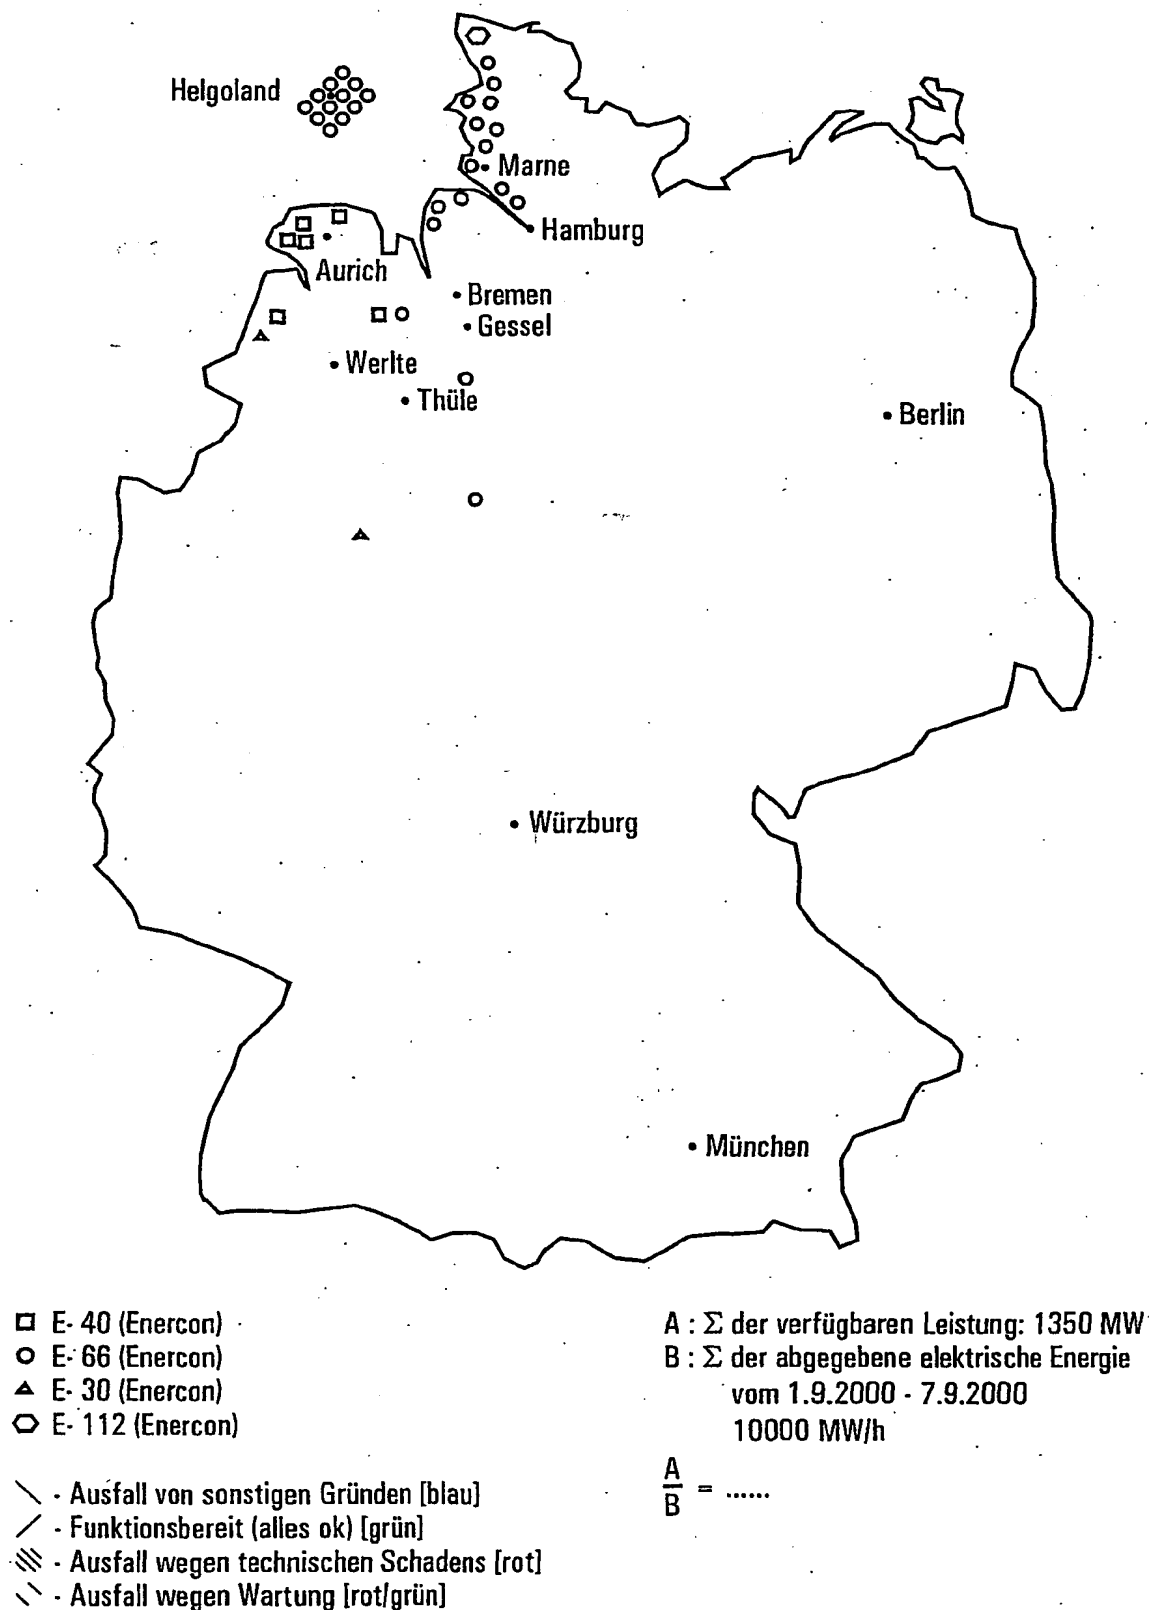 Helgoland
Marne
Hamburg
Aurich
Bremen
Gessel
Werlte
Thüle
Berlin
Würzburg
München
E- 40 (Enercon)
E- 66 (Enercon)
E- 30 (Enercon)
E- 112 (Enercon)
\ - Ausfall von sonstigen Gründen [blau]
/ - Funktionsbereit (alles ok) [grün]
- Ausfall wegen technischen Schadens [rot]
- Ausfall wegen Wartung [rot/grün]
A : Σ der verfügbaren Leistung: 1350 MW
B : Σ der abgegebene elektrische Energie
vom 1.9.2000 - 7.9.2000
10000 MW/h
A
B = ......